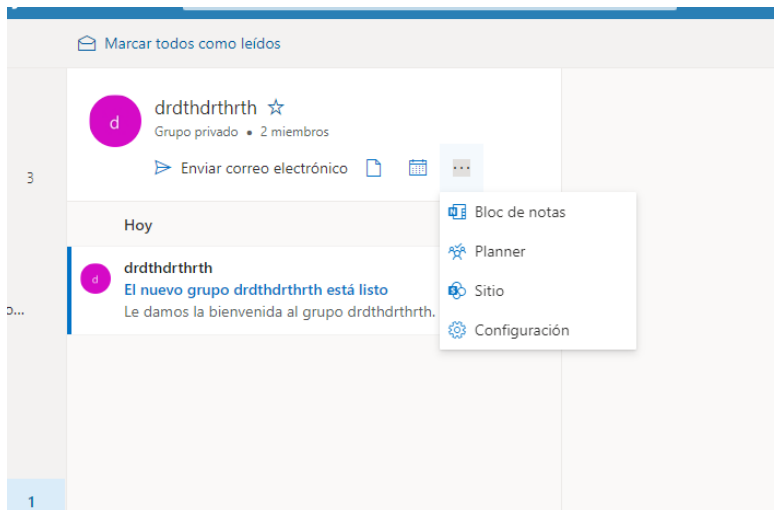 Marcar todos como leídos
d
drdthdrthrth
Grupo privado • 2 miembros
Enviar correo electrónico
3
Bloc de notas
Planner
Sitio
Configuración
Hoy
d
drdthdrthrth
El nuevo grupo drdthdrthrth está listo
Le damos la bienvenida al grupo drdthdrthrth.
o...
1